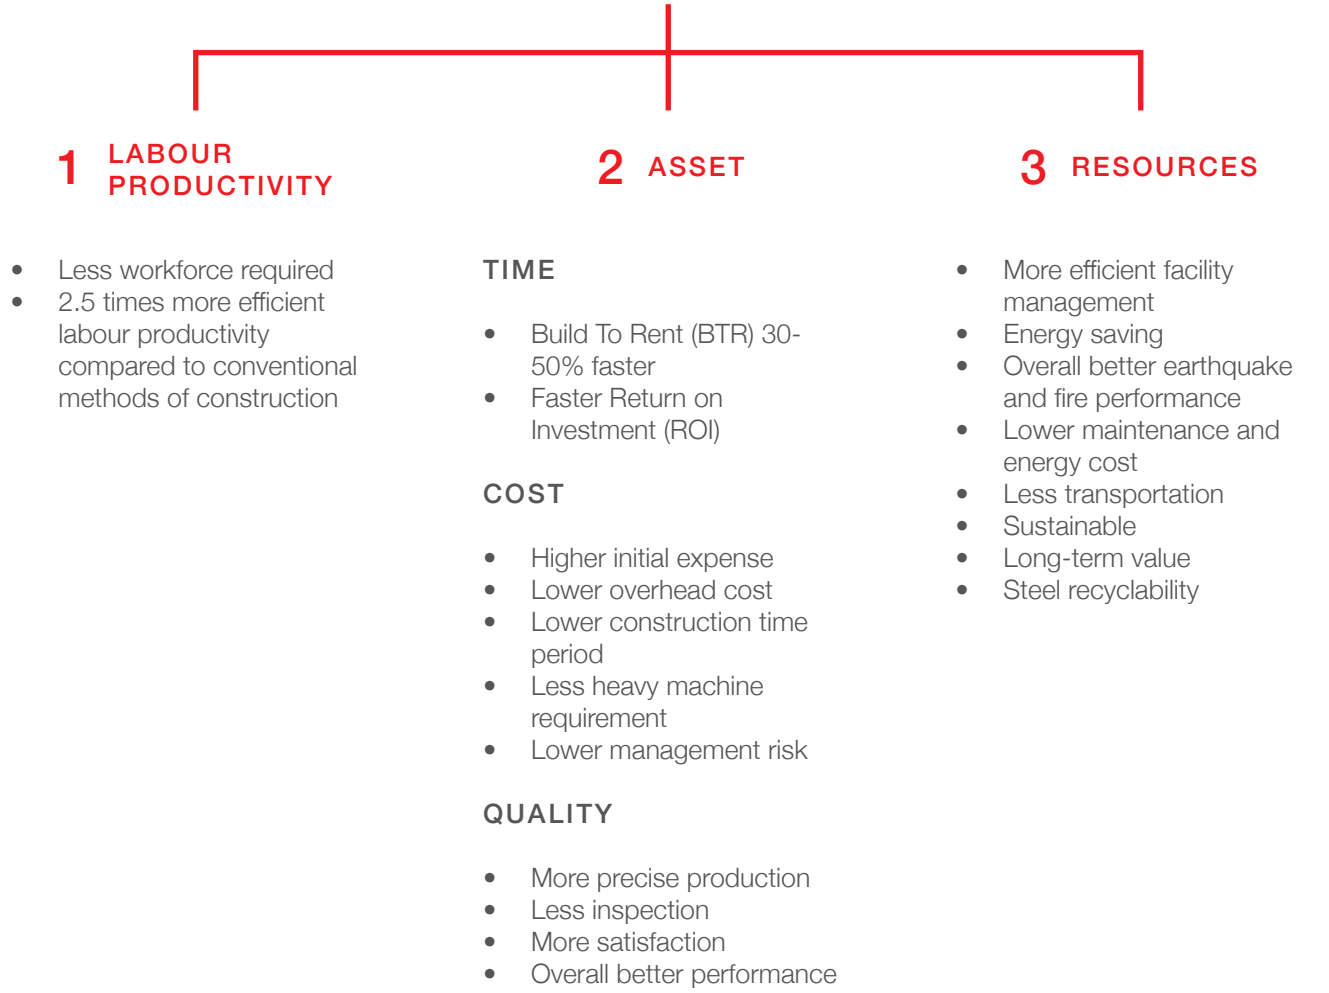 1 LABOUR
PRODUCTIVITY
• Less workforce required
• 2.5 times more efficient
labour productivity
compared to conventional
methods of construction
2 ASSET
TIME
• Build To Rent (BTR) 30-
50% faster
• Faster Return on
Investment (ROI)
COST
• Higher initial expense
• Lower overhead cost
• Lower construction time
period
• Less heavy machine
requirement
• Lower management risk
QUALITY
• More precise production
• Less inspection
• More satisfaction
• Overall better performance
3 RESOURCES
• More efficient facility
management
• Energy saving
• Overall better earthquake
and fire performance
• Lower maintenance and
energy cost
• Less transportation
• Sustainable
• Long-term value
• Steel recyclability